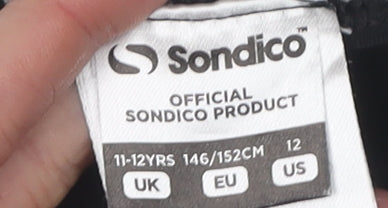 Sondico™
OFFICIAL
SONDICO PRODUCT
11-12YRS 146/152CM 12
UK EU US